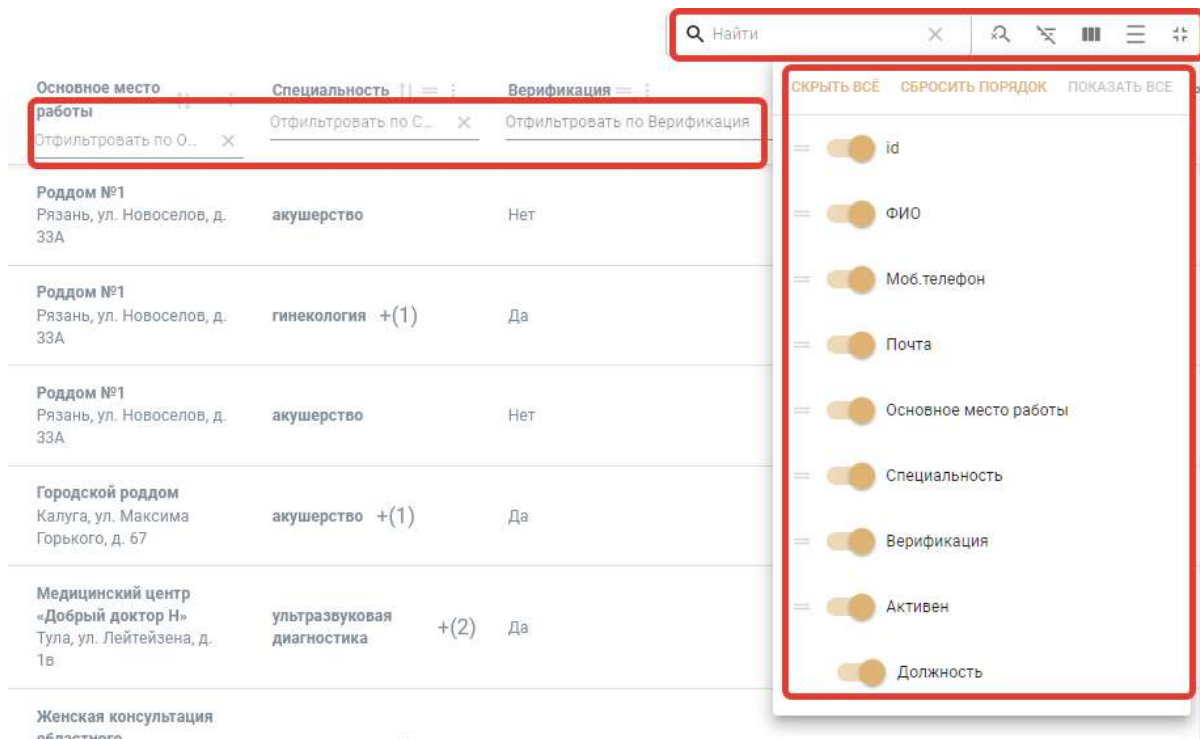 Найти
Основное место
работы
Специальность
Верификация
Отфильтровать по О...
Отфильтровать по С...
Отфильтровать по Верификация
Роддом №1
Рязань, ул. Новоселов, д.
33А
акушерство
Нет
Роддом №1
Рязань, ул. Новоселов, д.
33А
гинекология +(1)
Да
Роддом №1
Рязань, ул. Новоселов, д.
33А
акушерство
Нет
Городской роддом
Калуга, ул. Максима
Горького, д. 67
акушерство +(1)
Да
Медицинский центр
«Добрый доктор Н»
Тула, ул. Лейтейзена, д.
1в
ультразвуковая
диагностика
+(2)
Да
Женская консультация
областного
СКРЫТЬ ВСЁ СБРОСИТЬ ПОРЯДОК ПОКАЗАТЬ ВСЕ
id
ФИО
Моб.телефон
Почта
Основное место работы
Специальность
Верификация
Активен
Должность